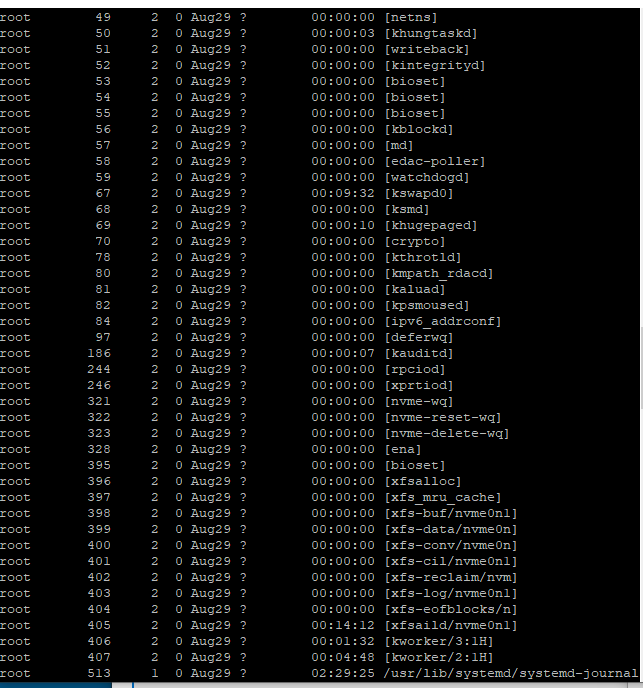 root 49 2 0 Aug29 ? 00:00:00 [netns]
root 50 2 0 Aug29 ? 00:00:03 [khungtaskd]
root 51 2 0 Aug29 ? 00:00:00 [writeback]
root 52 2 0 Aug29 ? 00:00:00 [kintegrityd]
root 53 2 0 Aug29 ? 00:00:00 [bioset]
root 54 2 0 Aug29 ? 00:00:00 [bioset]
root 55 2 0 Aug29 ? 00:00:00 [bioset]
root 56 2 0 Aug29 ? 00:00:00 [kblockd]
root 57 2 0 Aug29 ? 00:00:00 [md]
root 58 2 0 Aug29 ? 00:00:00 [edac-poller]
root 59 2 0 Aug29 ? 00:00:00 [watchdogd]
root 67 2 0 Aug29 ? 00:09:32 [kswapd0]
root 68 2 0 Aug29 ? 00:00:00 [ksmd]
root 69 2 0 Aug29 ? 00:00:10 [khugepaged]
root 70 2 0 Aug29 ? 00:00:00 [crypto]
root 78 2 0 Aug29 ? 00:00:00 [kthrotld]
root 80 2 0 Aug29 ? 00:00:00 [kmpath_rdacd]
root 81 2 0 Aug29 ? 00:00:00 [kaluad]
root 82 2 0 Aug29 ? 00:00:00 [kpsmoused]
root 84 2 0 Aug29 ? 00:00:00 [ipv6_addrconf]
root 97 2 0 Aug29 ? 00:00:00 [deferwq]
root 186 2 0 Aug29 ? 00:00:07 [kauditd]
root 244 2 0 Aug29 ? 00:00:00 [rpciod]
root 246 2 0 Aug29 ? 00:00:00 [xprtiod]
root 321 2 0 Aug29 ? 00:00:00 [nvme-wq]
root 322 2 0 Aug29 ? 00:00:00 [nvme-reset-wq]
root 323 2 0 Aug29 ? 00:00:00 [nvme-delete-wq]
root 328 2 0 Aug29 ? 00:00:00 [ena]
root 395 2 0 Aug29 ? 00:00:00 [bioset]
root 396 2 0 Aug29 ? 00:00:00 [xfsalloc]
root 397 2 0 Aug29 ? 00:00:00 [xfs_mru_cache]
root 398 2 0 Aug29 ? 00:00:00 [xfs-buf/nvme0n1]
root 399 2 0 Aug29 ? 00:00:00 [xfs-data/nvme0n]
root 400 2 0 Aug29 ? 00:00:00 [xfs-conv/nvme0n]
root 401 2 0 Aug29 ? 00:00:00 [xfs-cil/nvme0n1]
root 402 2 0 Aug29 ? 00:00:00 [xfs-reclaim/nvm]
root 403 2 0 Aug29 ? 00:00:00 [xfs-log/nvme0n1]
root 404 2 0 Aug29 ? 00:00:00 [xfs-eofblocks/n]
root 405 2 0 Aug29 ? 00:14:12 [xfsaild/nvme0n1]
root 406 2 0 Aug29 ? 00:01:32 [kworker/3:1H]
root 407 2 0 Aug29 ? 00:04:48 [kworker/2:1H]
root 513 1 0 Aug29 ? 02:29:25 /usr/lib/systemd/systemd-journal